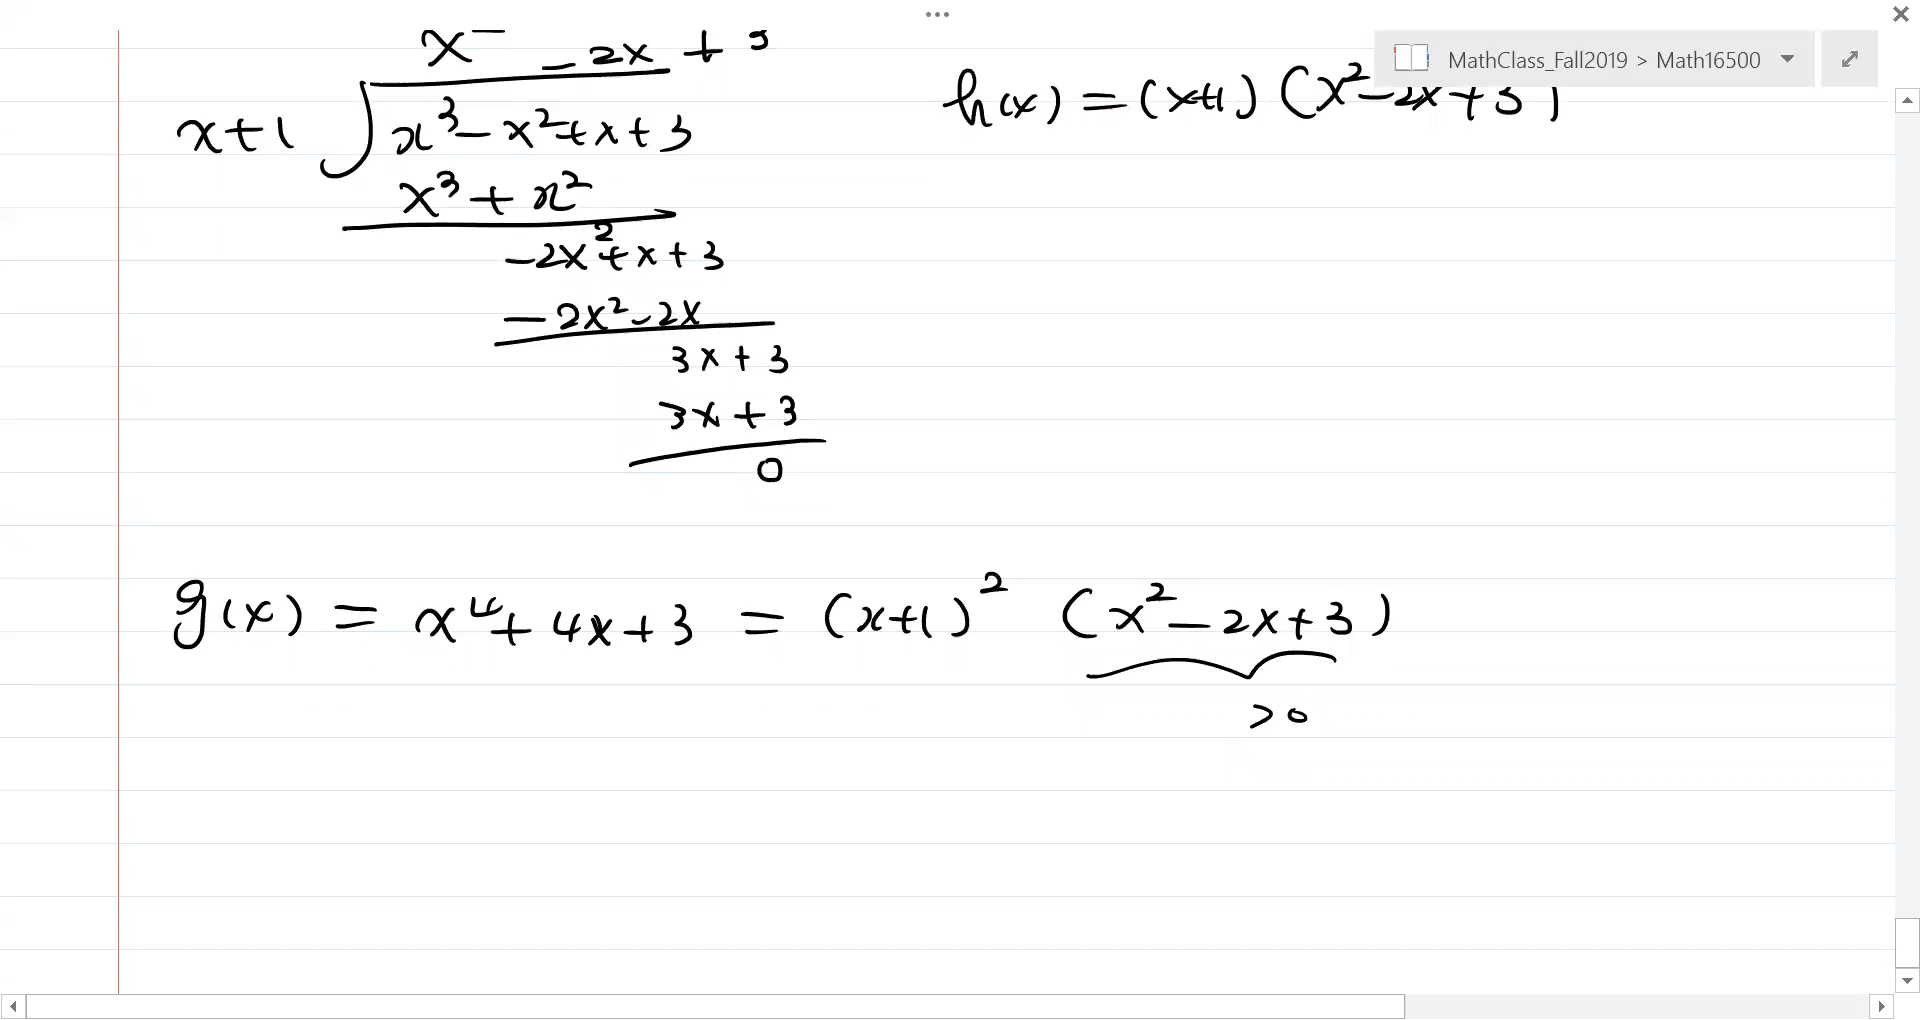 MathClass_Fall2019 > Math16500
x² - 2x + 3
h(x) = (x+1) (x² - 2x + 3)
x+1 x³ - x² + x + 3
x³ + x²
-2x² + x + 3
-2x² - 2x
3x + 3
3x + 3
0
g(x) = x⁴ + 4x + 3 = (x+1)² (x² - 2x + 3)
> 0